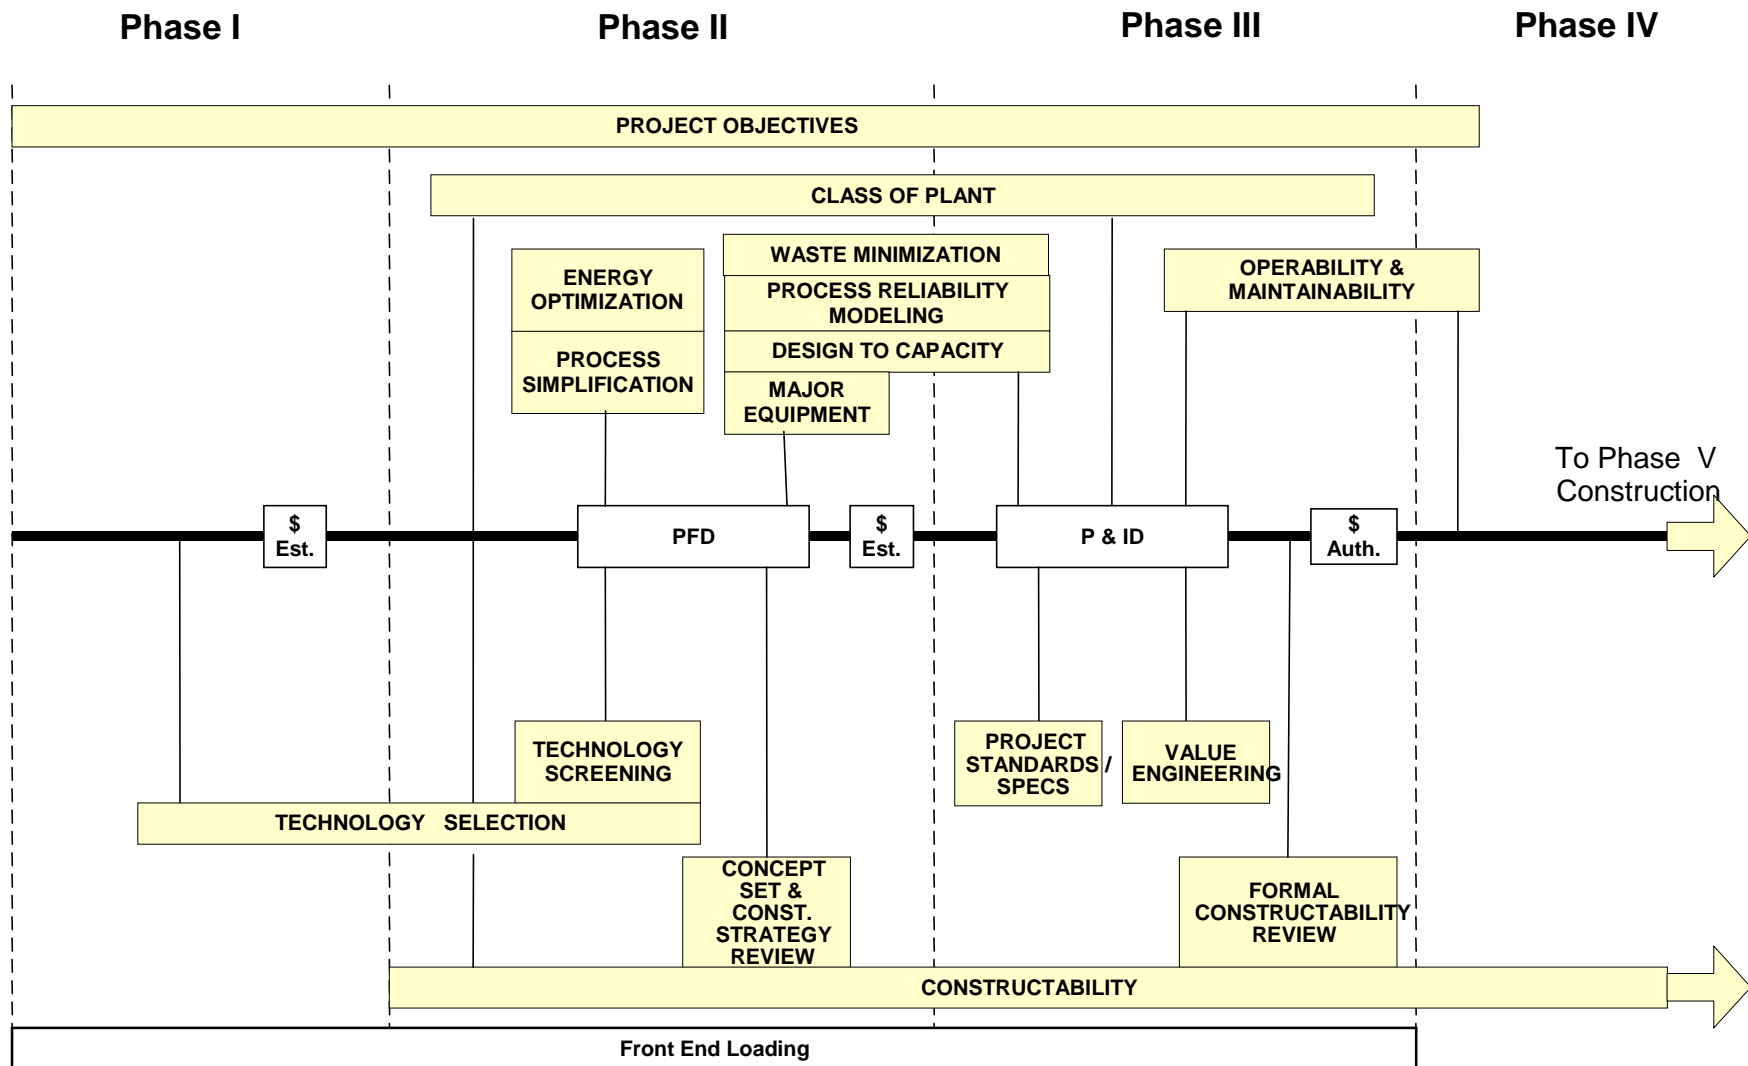 Phase I
Phase II
Phase III
Phase IV
PROJECT OBJECTIVES
CLASS OF PLANT
ENERGY
OPTIMIZATION
PROCESS
SIMPLIFICATION
WASTE MINIMIZATION
PROCESS RELIABILITY
MODELING
DESIGN TO CAPACITY
MAJOR
EQUIPMENT
OPERABILITY &
MAINTAINABILITY
To Phase V
Construction
$
Est.
PFD
$
Est.
P & ID
$
Auth.
TECHNOLOGY
SCREENING
PROJECT
STANDARDS /
SPECS
VALUE
ENGINEERING
TECHNOLOGY SELECTION
CONCEPT
SET &
CONST.
STRATEGY
REVIEW
FORMAL
CONSTRUCTABILITY
REVIEW
CONSTRUCTABILITY
Front End Loading